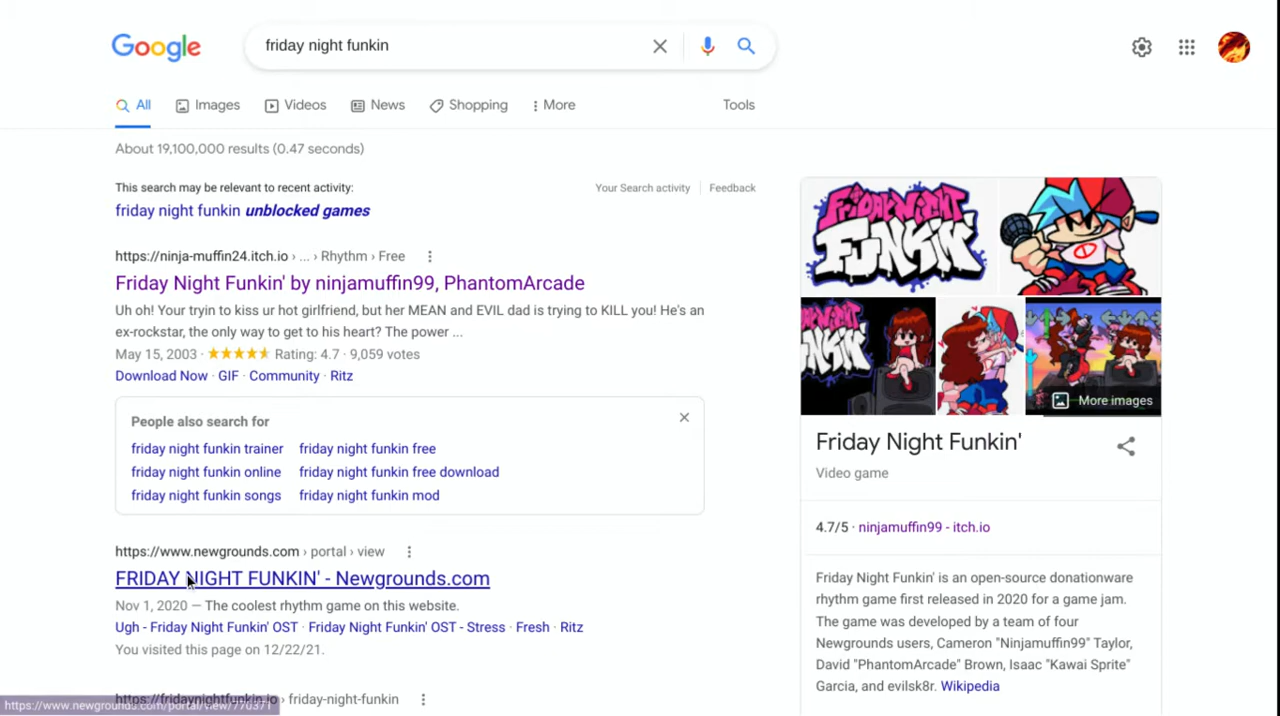 Google
friday night funkin
All
Images
Videos
News
Shopping
More
Tools
About 19,100,000 results (0.47 seconds)
This search may be relevant to recent activity:
Your Search activity
Feedback
friday night funkin unblocked games
https://ninja-muffin24.itch.io › ... › Rhythm › Free
Friday Night Funkin' by ninjamuffin99, PhantomArcade
Uh oh! Your tryin to kiss ur hot girlfriend, but her MEAN and EVIL dad is trying to KILL you! He's an
ex-rockstar, the only way to get to his heart? The power ...
May 15, 2003 · Rating: 4.7 · 9,059 votes
Download Now · GIF · Community · Ritz
People also search for
friday night funkin trainer
friday night funkin free
friday night funkin online
friday night funkin free download
friday night funkin songs
friday night funkin mod
https://www.newgrounds.com › portal › view
FRIDAY NIGHT FUNKIN' - Newgrounds.com
Nov 1, 2020 — The coolest rhythm game on this website.
Ugh - Friday Night Funkin' OST · Friday Night Funkin' OST - Stress · Fresh · Ritz
You visited this page on 12/22/21.
https://fridaynightfunkin.io › friday-night-funkin
https://www.newgrounds.com/portal/view/770371
FRIDAY NIGHT
FUNKIN'
More images
Friday Night Funkin'
Video game
4.7/5 · ninjamuffin99 - itch.io
Friday Night Funkin' is an open-source donationware
rhythm game first released in 2020 for a game jam.
The game was developed by a team of four
Newgrounds users, Cameron "Ninjamuffin99" Taylor,
David "PhantomArcade" Brown, Isaac "Kawai Sprite"
Garcia, and evilsk8r. Wikipedia